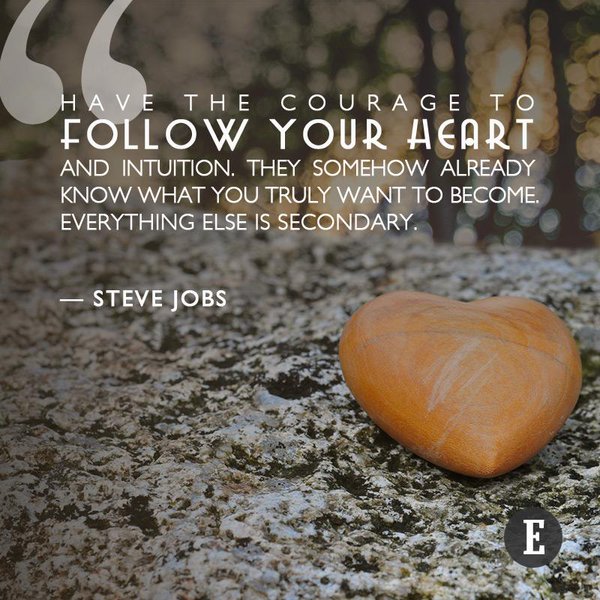 “
HAVE THE COURAGE TO
FOLLOW YOUR HEART
AND INTUITION. THEY SOMEHOW ALREADY
KNOW WHAT YOU TRULY WANT TO BECOME.
EVERYTHING ELSE IS SECONDARY.
— STEVE JOBS
E